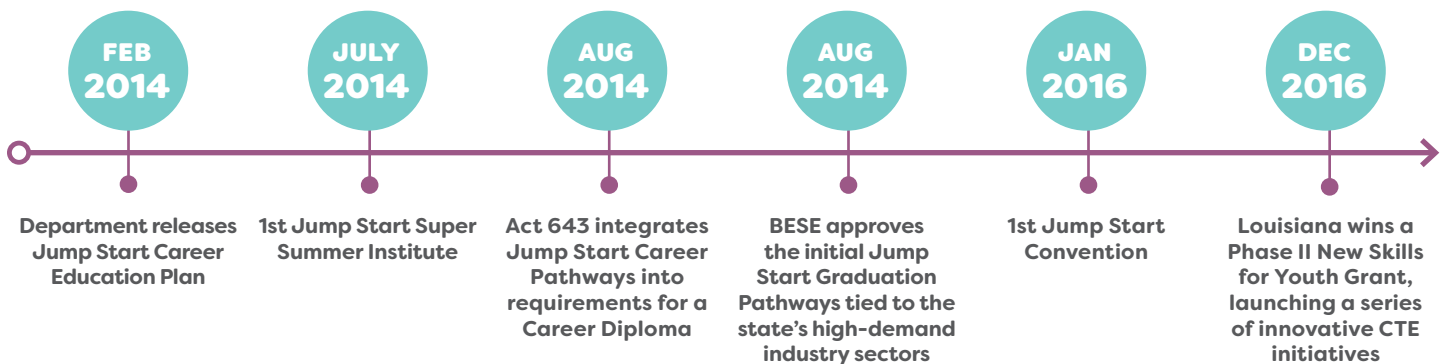 FEB
2014
JULY
2014
AUG
2014
AUG
2014
JAN
2016
DEC
2016
Department releases
Jump Start Career
Education Plan
1st Jump Start Super
Summer Institute
Act 643 integrates
Jump Start Career
Pathways into
requirements for a
Career Diploma
BESE approves
the initial Jump
Start Graduation
Pathways tied to the
state’s high-demand
industry sectors
1st Jump Start
Convention
Louisiana wins a
Phase II New Skills
for Youth Grant,
launching a series
of innovative CTE
initiatives